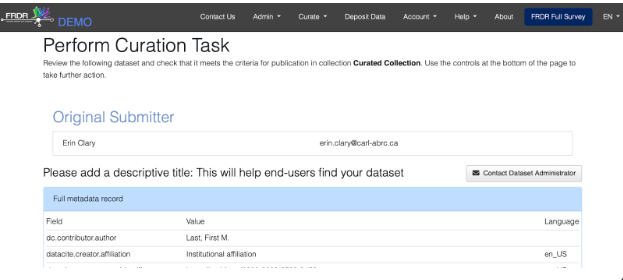 FRDR DEMO Contact Us Admin Curate Deposit Data Account Help About FRDR Full Survey EN
Perform Curation Task
Review the following dataset and check that it meets the criteria for publication in collection Curated Collection. Use the controls at the bottom of the page to
take further action.
Original Submitter
Erin Clary erin.clary@carl-abrc.ca
Please add a descriptive title: This will help end-users find your dataset Contact Dataset Administrator
Full metadata record
Field Value Language
dc.contributor.author Last, First M.
datacite.creator.affiliation Institutional affiliation en_US